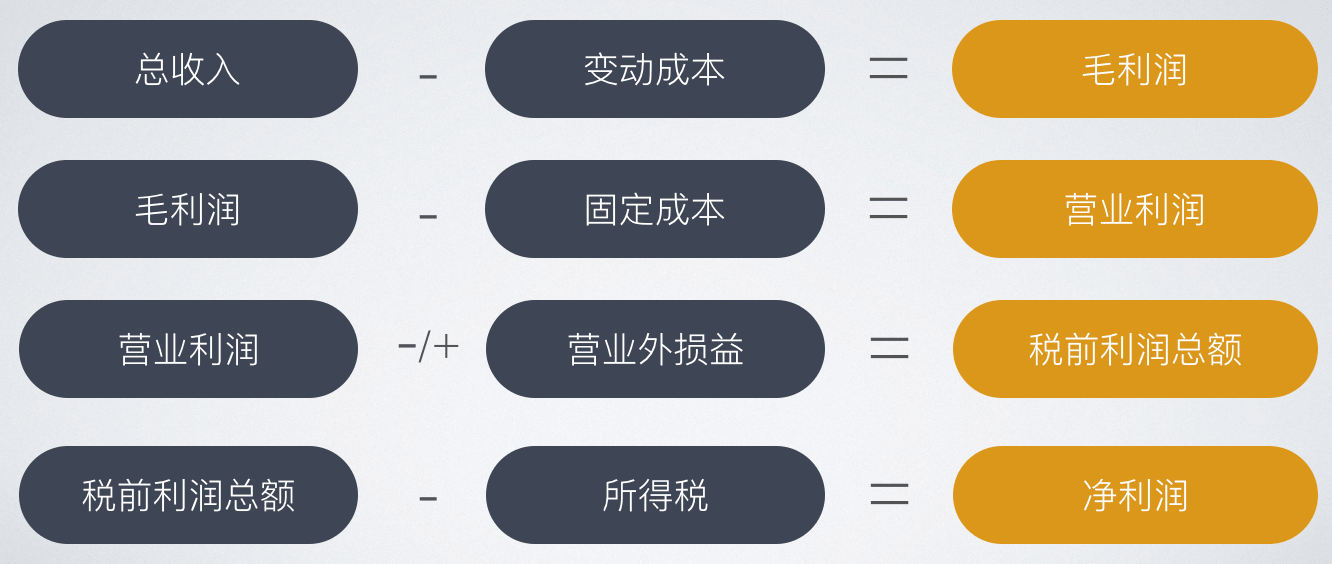 总收入 - 变动成本 = 毛利润
毛利润 - 固定成本 = 营业利润
营业利润 -/+ 营业外损益 = 税前利润总额
税前利润总额 - 所得税 = 净利润